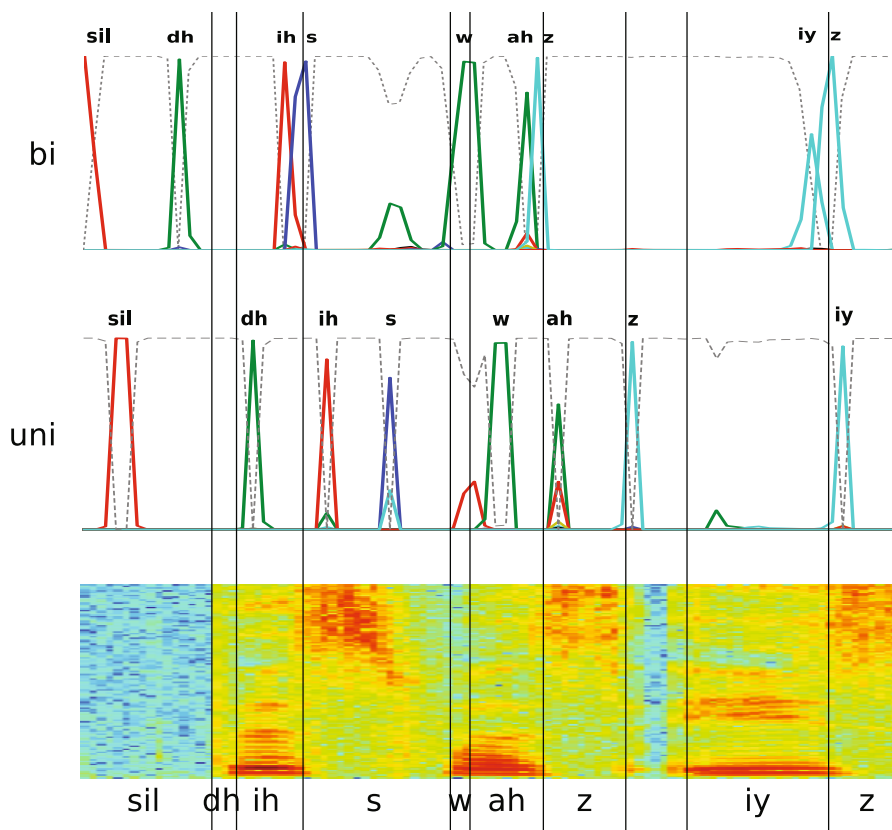 sil dh ih s w ah z iy z
bi
sil dh ih s w ah z iy
uni
sil dh ih s w ah z iy z